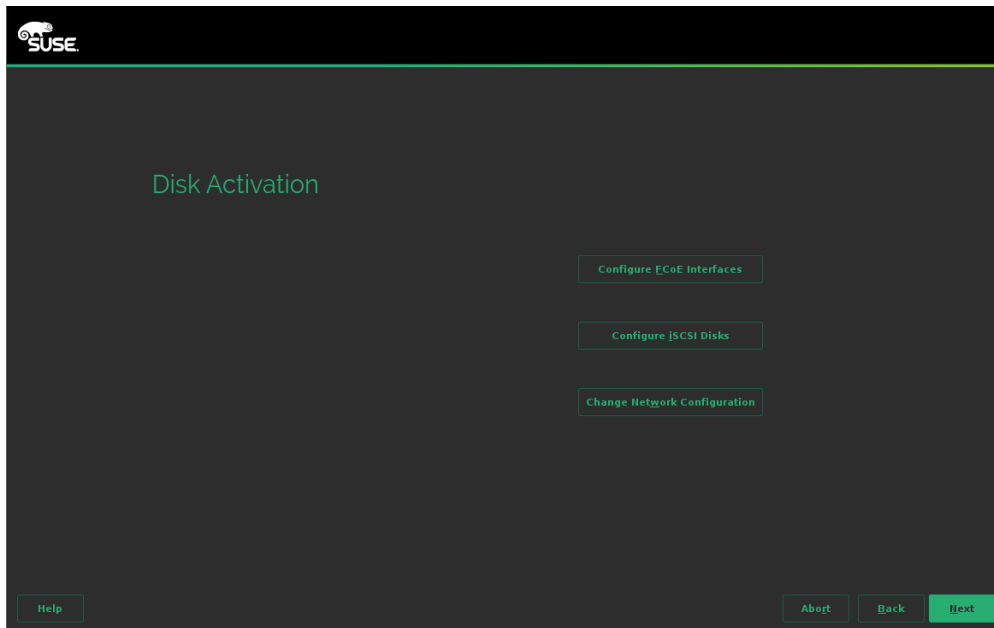 SUSE.
Disk Activation
Configure FCoE Interfaces
Configure iSCSI Disks
Change Network Configuration
Help
Abort
Back
Next